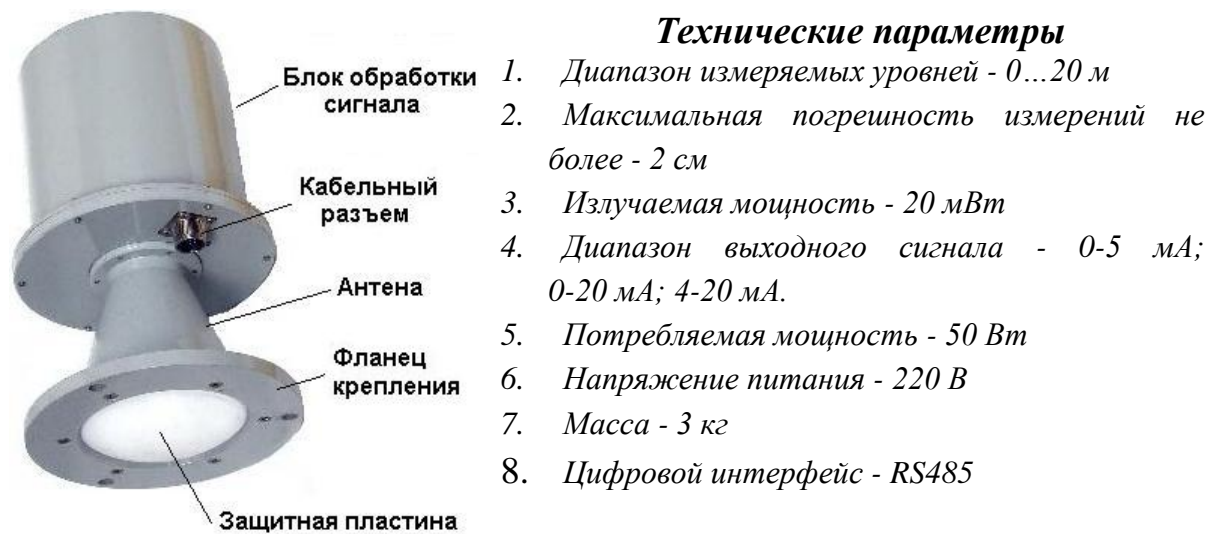 Блок обработки
сигнала
Кабельный
разъем
Антена
Фланец
крепления
Защитная пластина
Технические параметры
1. Диапазон измеряемых уровней - 0…20 м
2. Максимальная погрешность измерений не
более - 2 см
3. Излучаемая мощность - 20 мВт
4. Диапазон выходного сигнала - 0-5 мА;
0-20 мА; 4-20 мА.
5. Потребляемая мощность - 50 Вт
6. Напряжение питания - 220 В
7. Масса - 3 кг
8. Цифровой интерфейс - RS485